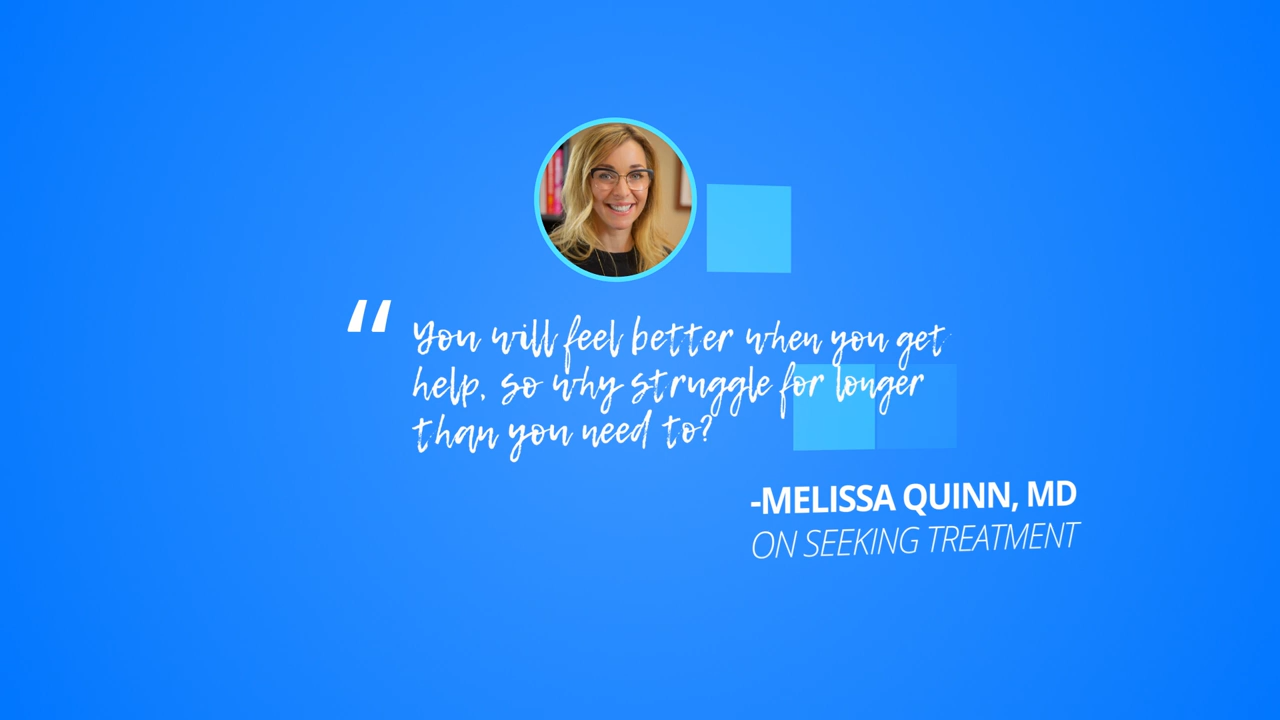 “ You will feel better when you get
help, so why struggle for longer
than you need to?
-MELISSA QUINN, MD
ON SEEKING TREATMENT